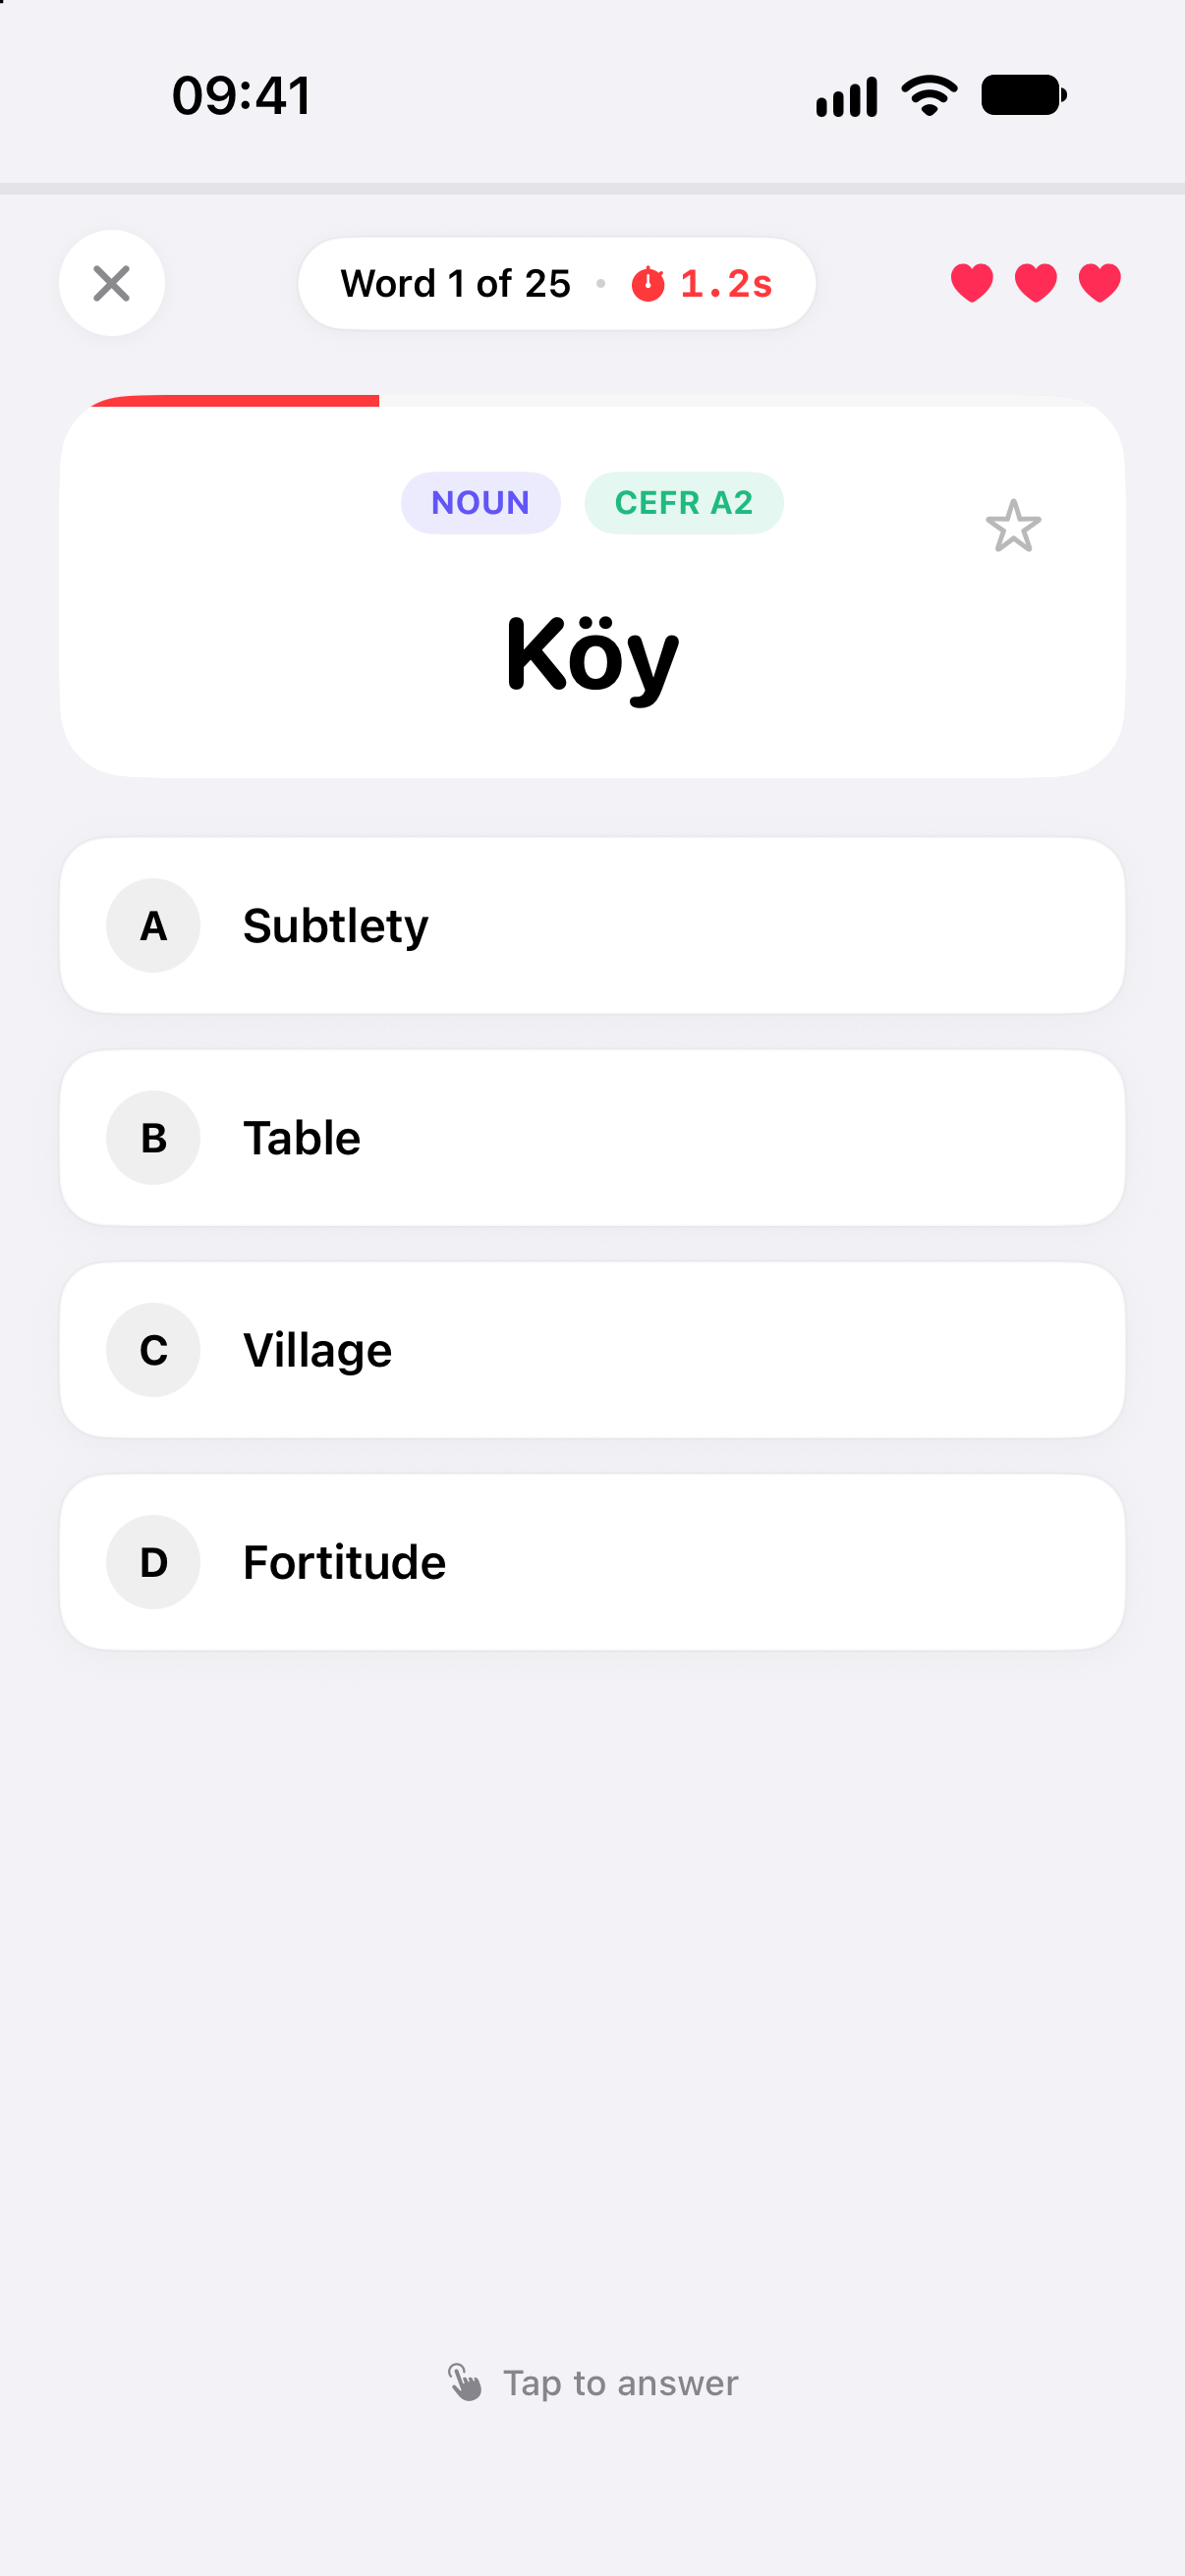 09:41
Word 1 of 25 • 1.2s
NOUN CEFR A2
Köy
A Subtlety
B Table
C Village
D Fortitude
Tap to answer